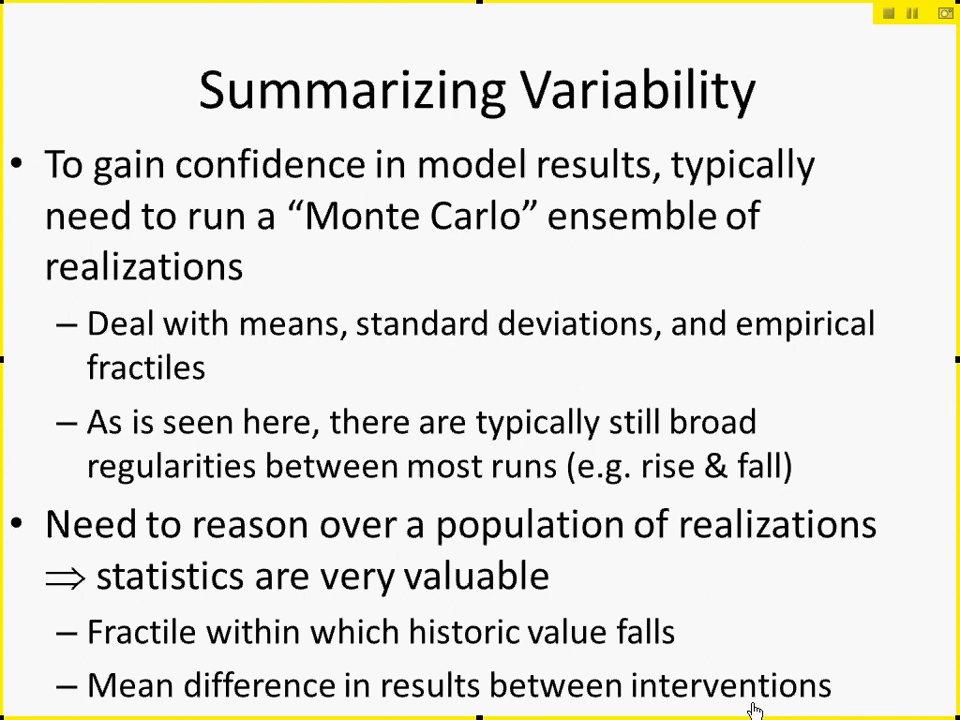 Summarizing Variability
• To gain confidence in model results, typically
need to run a “Monte Carlo” ensemble of
realizations
– Deal with means, standard deviations, and empirical
fractiles
– As is seen here, there are typically still broad
regularities between most runs (e.g. rise & fall)
• Need to reason over a population of realizations
⇒ statistics are very valuable
– Fractile within which historic value falls
– Mean difference in results between interventions